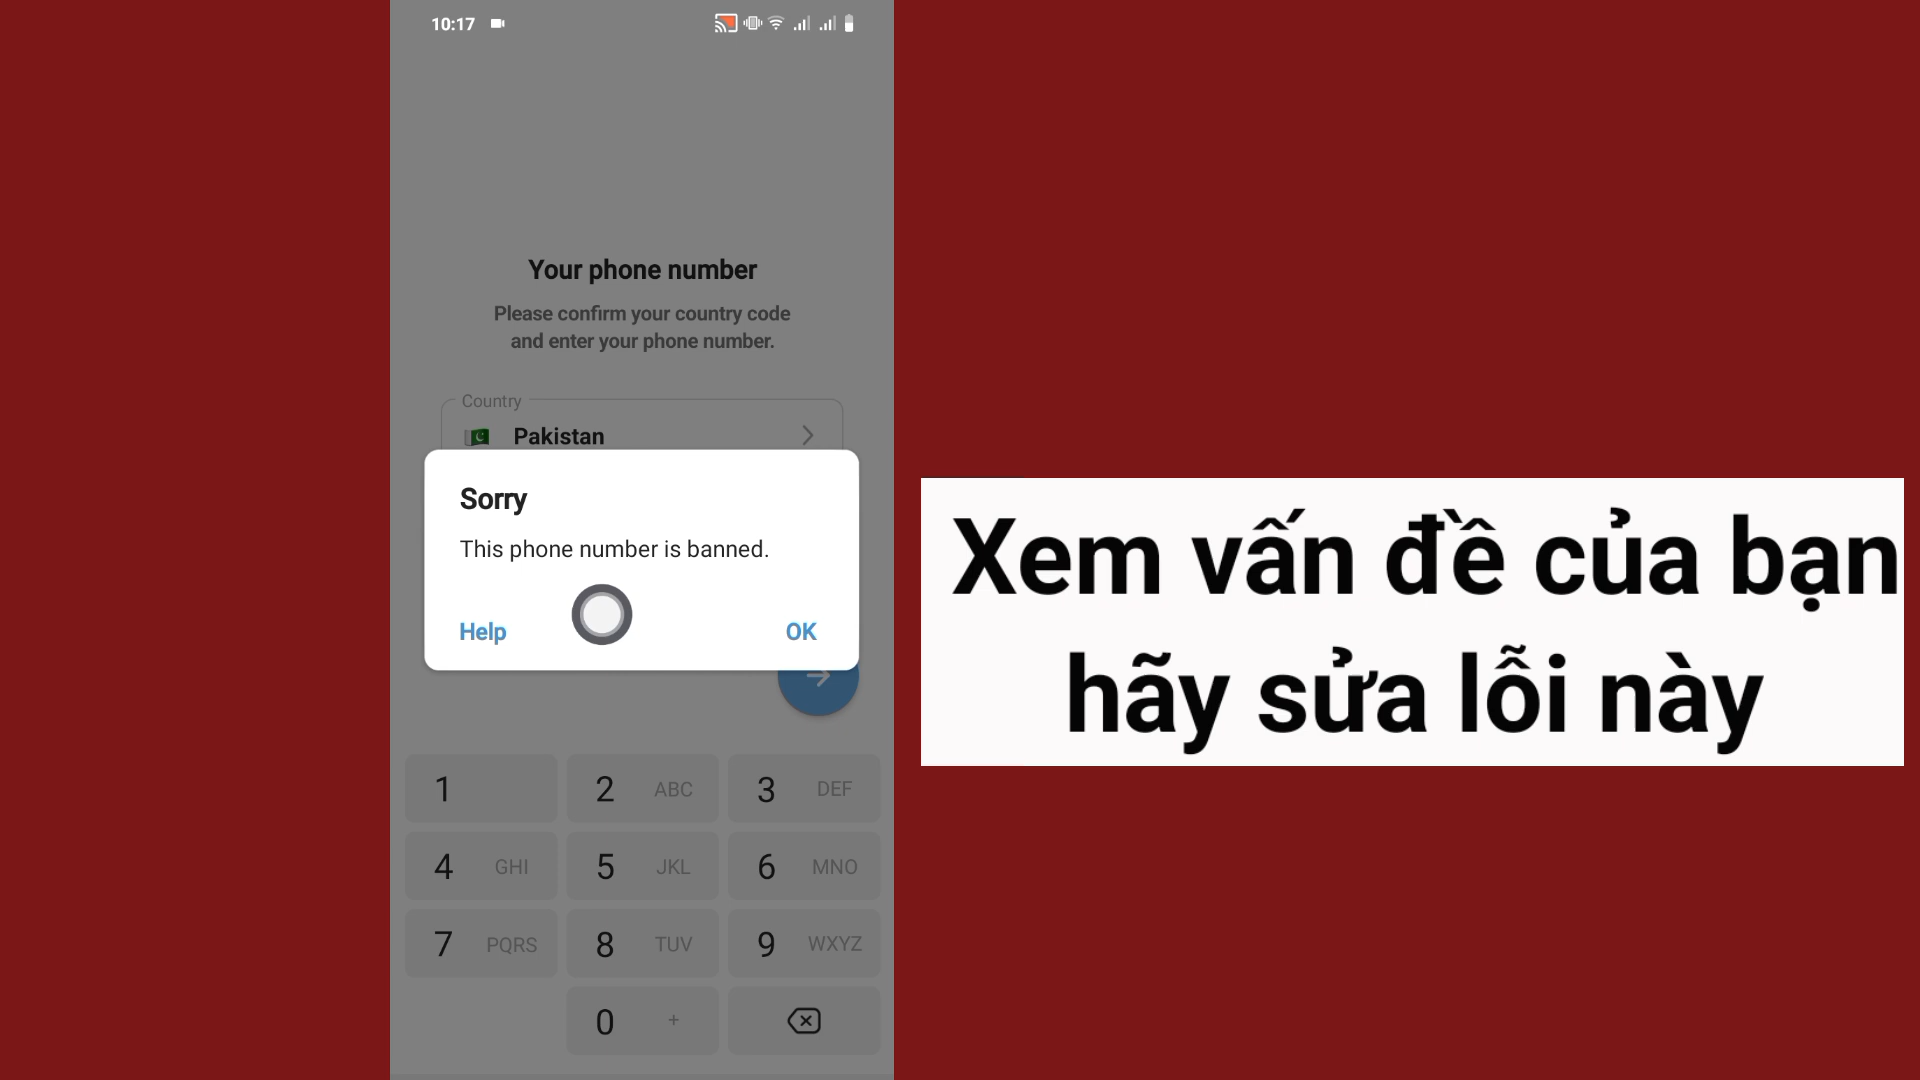 10:17
Your phone number
Please confirm your country code
and enter your phone number.
Country
Pakistan
Sorry
This phone number is banned.
Help
OK
1
2 ABC
3 DEF
4 GHI
5 JKL
6 MNO
7 PQRS
8 TUV
9 WXYZ
0 +
Xem vấn đề của bạn
hãy sửa lỗi này